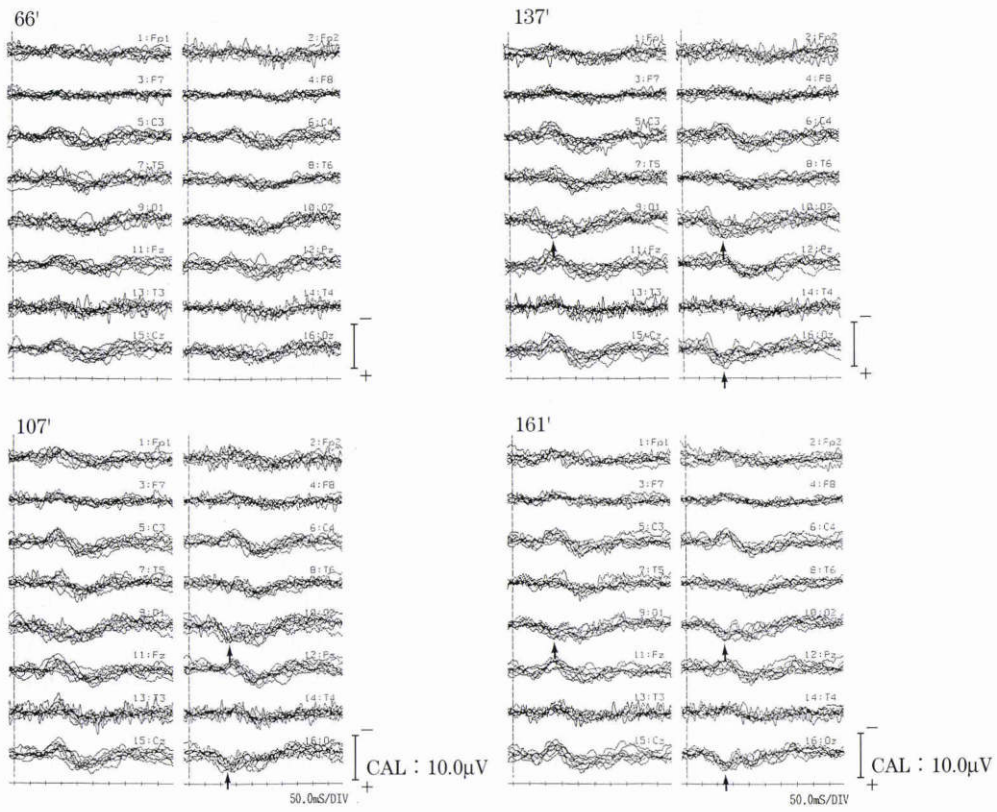 66'
1:Fp1 2:Fp2
3:F7 4:F8
5:C3 6:C4
7:T5 8:T6
9:O1 10:O2
11:Fz 12:Pz
13:T3 14:T4
15:Cz 16:Oz
−
+
137'
1:Fp1 2:Fp2
3:F7 4:F8
5:C3 6:C4
7:T5 8:T6
9:O1 10:O2
11:Fz 12:Pz
13:T3 14:T4
15:Cz 16:Oz
−
+
107'
1:Fp1 2:Fp2
3:F7 4:F8
5:C3 6:C4
7:T5 8:T6
9:O1 10:O2
11:Fz 12:Pz
13:T3 14:T4
15:Cz 16:Oz
−
CAL : 10.0μV
+
50.0mS/DIV
161'
1:Fp1 2:Fp2
3:F7 4:F8
5:C3 6:C4
7:T5 8:T6
9:O1 10:O2
11:Fz 12:Pz
13:T3 14:T4
15:Cz 16:Oz
−
CAL : 10.0μV
+
50.0mS/DIV